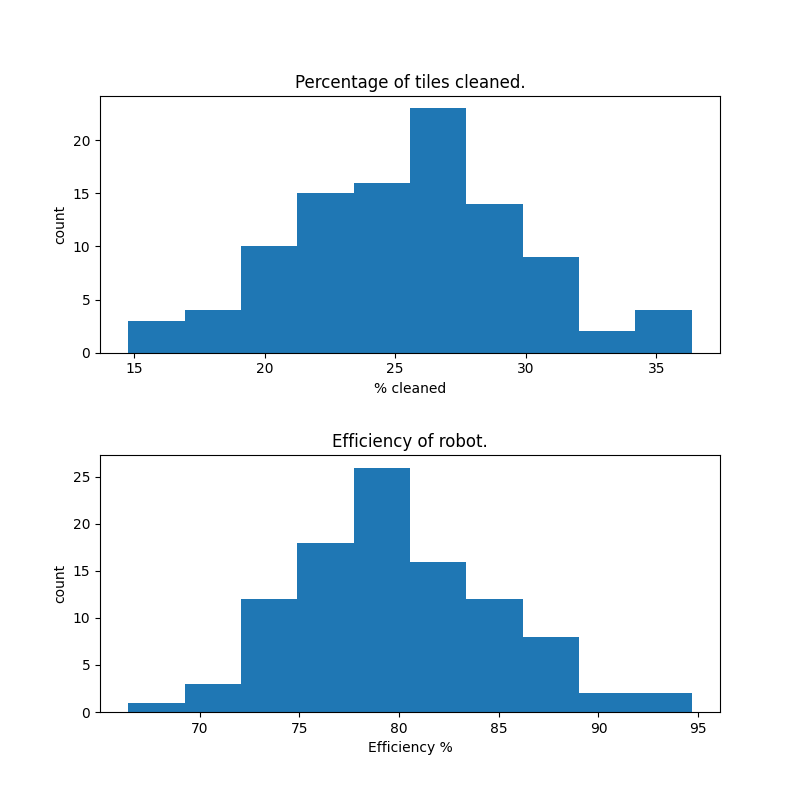 Percentage of tiles cleaned.
20
15
10
5
0
count
15 20 25 30 35
% cleaned
Efficiency of robot.
25
20
15
10
5
0
count
70 75 80 85 90 95
Efficiency %